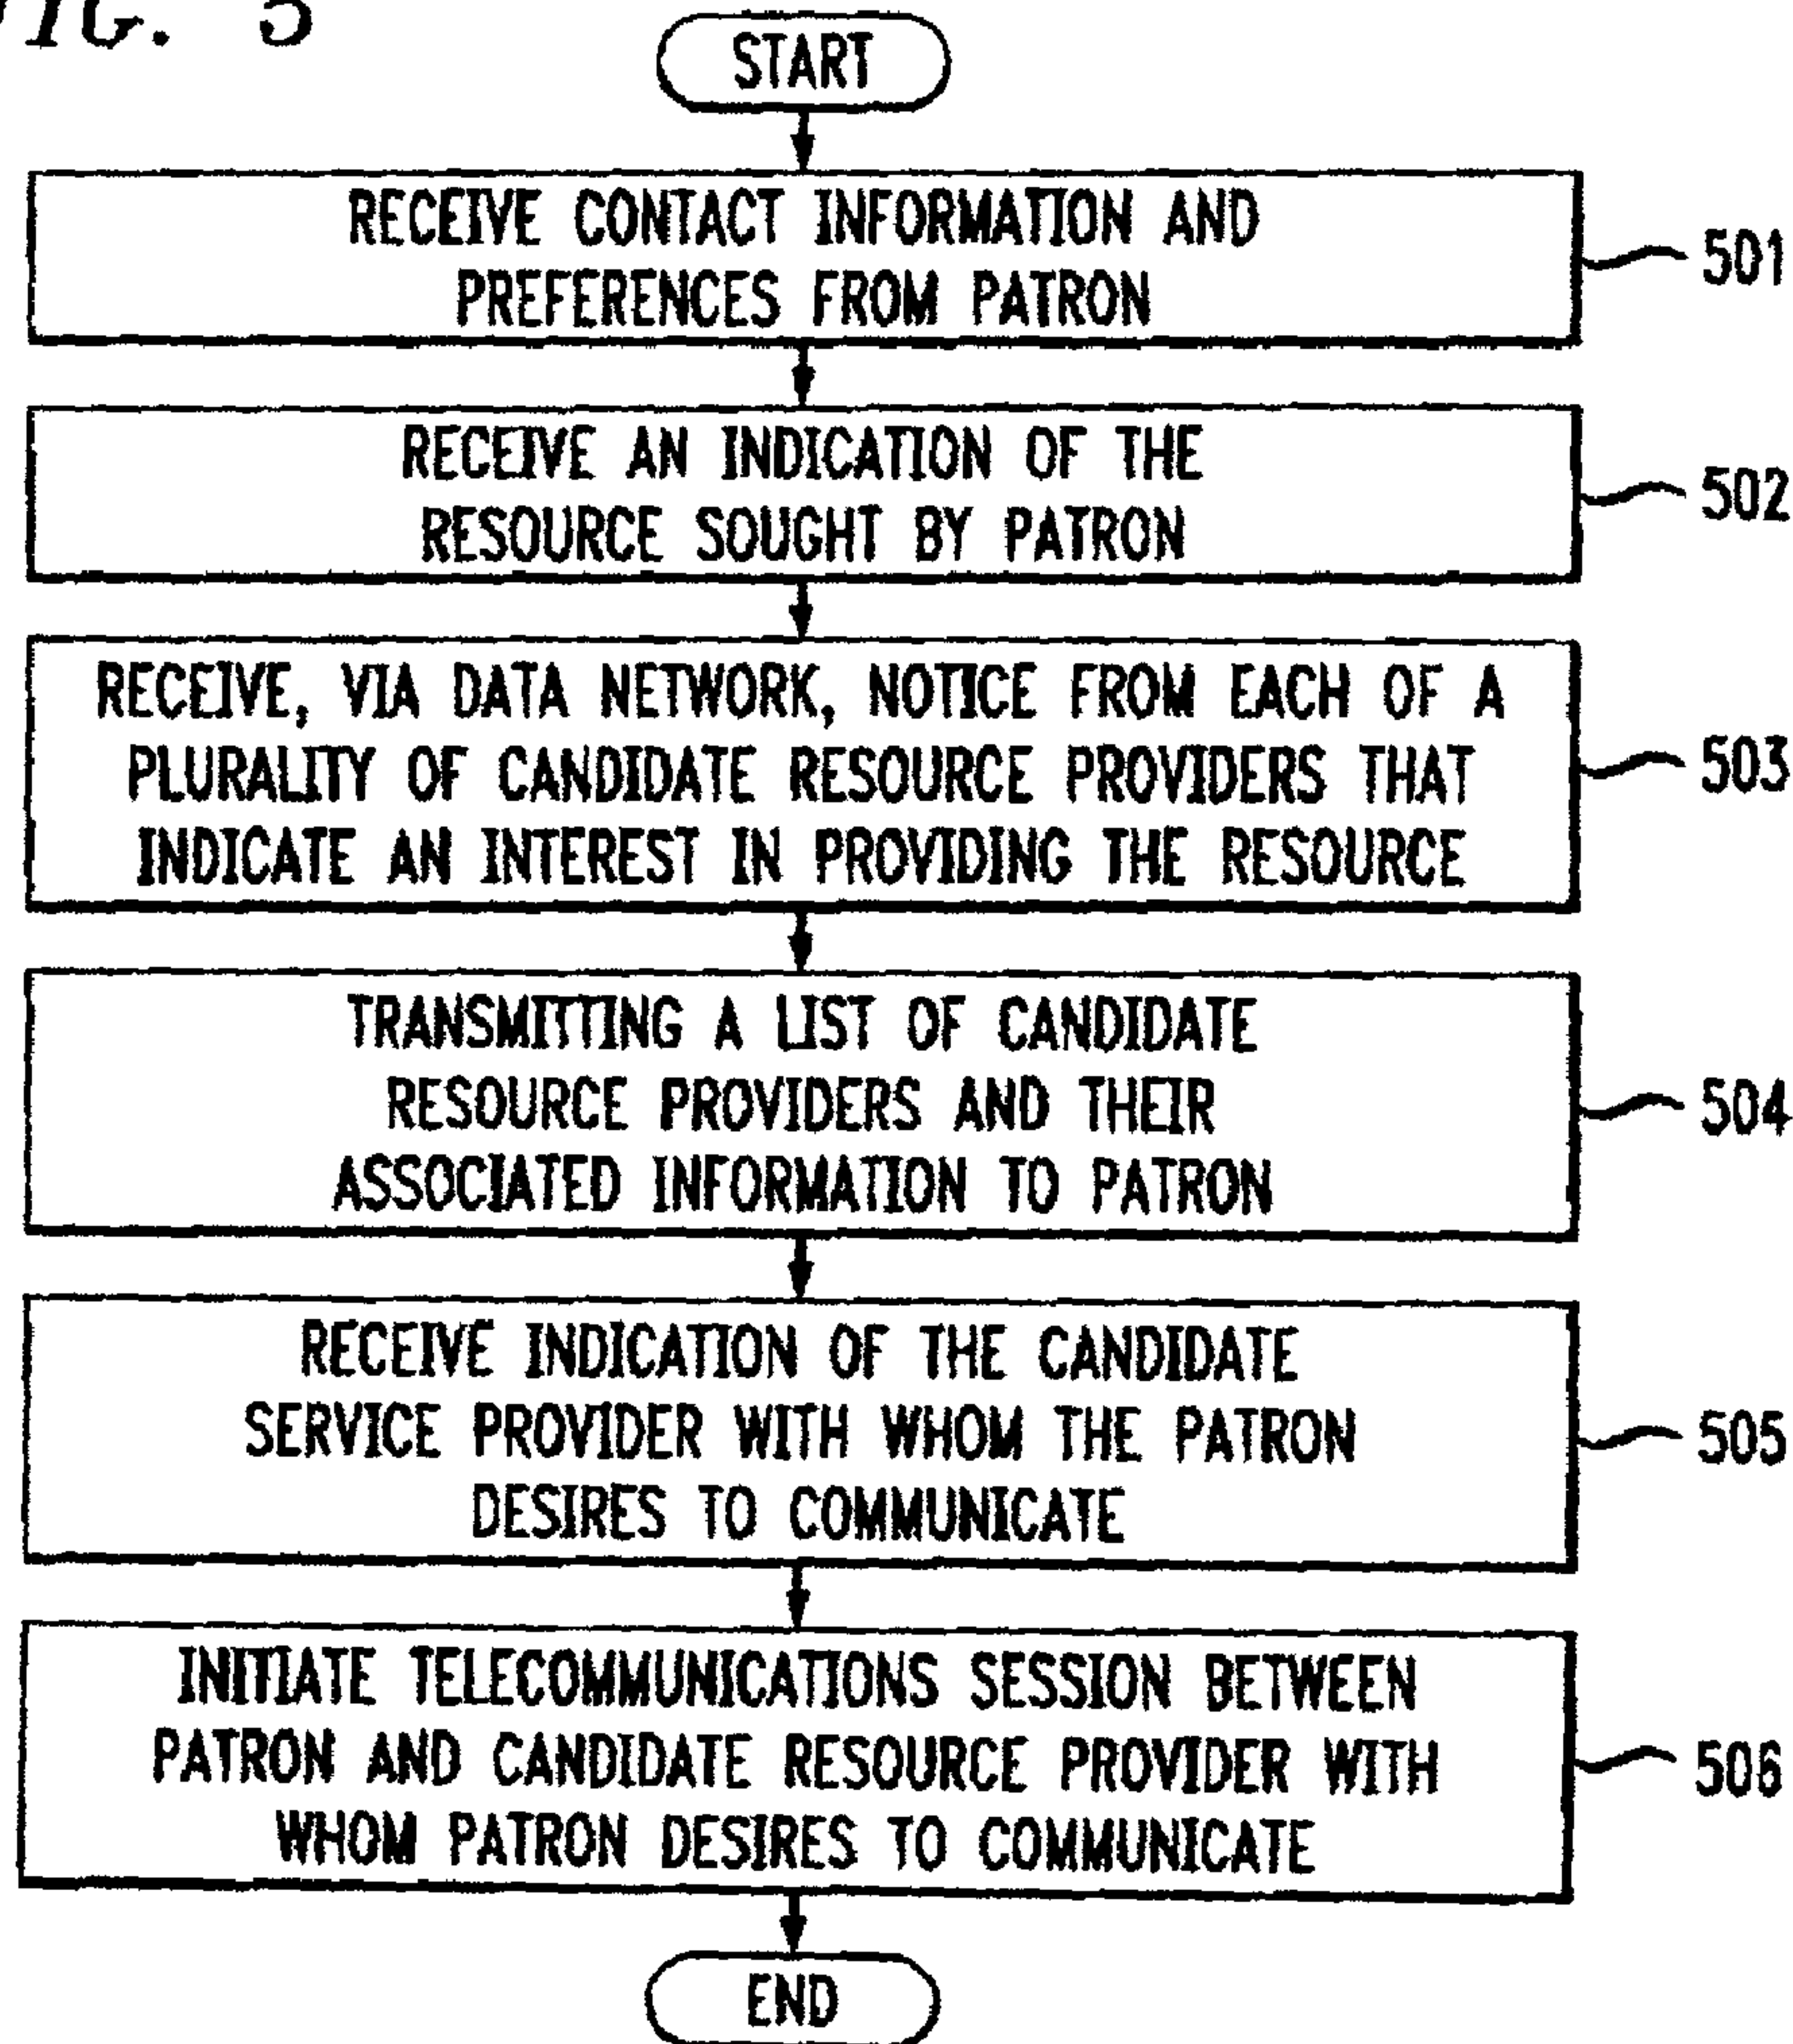 FIG. 5
START
RECEIVE CONTACT INFORMATION AND
PREFERENCES FROM PATRON
501
RECEIVE AN INDICATION OF THE
RESOURCE SOUGHT BY PATRON
502
RECEIVE, VIA DATA NETWORK, NOTICE FROM EACH OF A
PLURALITY OF CANDIDATE RESOURCE PROVIDERS THAT
INDICATE AN INTEREST IN PROVIDING THE RESOURCE
503
TRANSMITTING A LIST OF CANDIDATE
RESOURCE PROVIDERS AND THEIR
ASSOCIATED INFORMATION TO PATRON
504
RECEIVE INDICATION OF THE CANDIDATE
SERVICE PROVIDER WITH WHOM THE PATRON
DESIRES TO COMMUNICATE
505
INITIATE TELECOMMUNICATIONS SESSION BETWEEN
PATRON AND CANDIDATE RESOURCE PROVIDER WITH
WHOM PATRON DESIRES TO COMMUNICATE
506
END